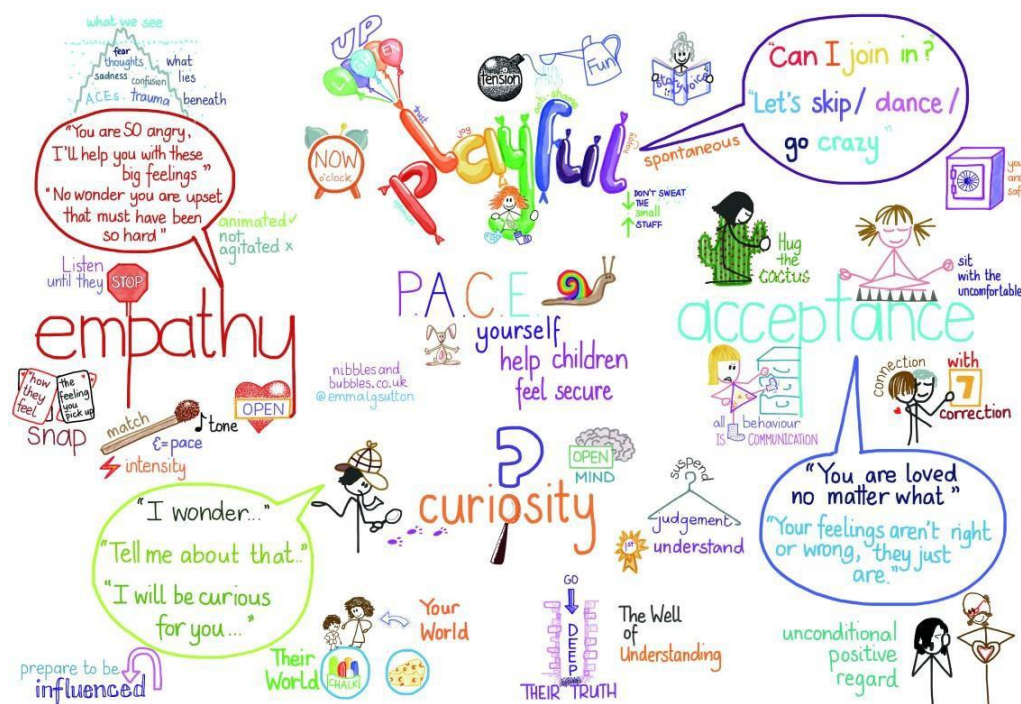 what we see
fear
thoughts
sadness confusion
ACEs trauma
what
lies
beneath
"You are SO angry,
I'll help you with these
big feelings"
"No wonder you are upset
that must have been
so hard"
animated ✓
not
agitated x
Listen
until they STOP
empathy
"how
they
feel
the
feeling
you
pick up
snap
match
tone
= pace
intensity
OPEN
UP
NOW
o'clock
tension
Fun
playful
trust
joy
happy
spontaneous
DON'T SWEAT
THE
small
STUFF
"Can I join in?"
"Let's skip/ dance/
go crazy"
you
are
safe
Hug
the
cactus
sit
with the
uncomfortable
P.A.C.E.
yourself
help children
feel secure
nibbles and
bubbles.co.uk
@emmalgsutton
acceptance
all behaviour
IS COMMUNICATION
connection
with
7
correction
"You are loved
no matter what"
"Your feelings aren't right
or wrong, "they just
are."
unconditional
positive
regard
?
curiosity
OPEN
MIND
suspend
judgement
1st
understand
"I wonder..."
"Tell me about that.."
"I will be curious
for you..."
prepare to be
influenced
Your
World
Their
World
CHALK
GO
DEEP
THEIR TRUTH
The Well
of
Understanding